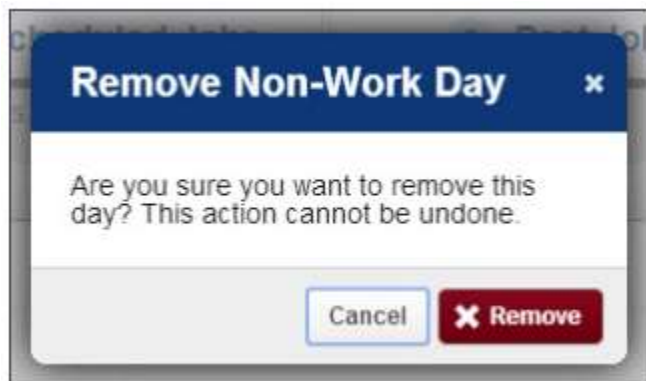 Remove Non-Work Day
Are you sure you want to remove this
day? This action cannot be undone.
Cancel
Remove